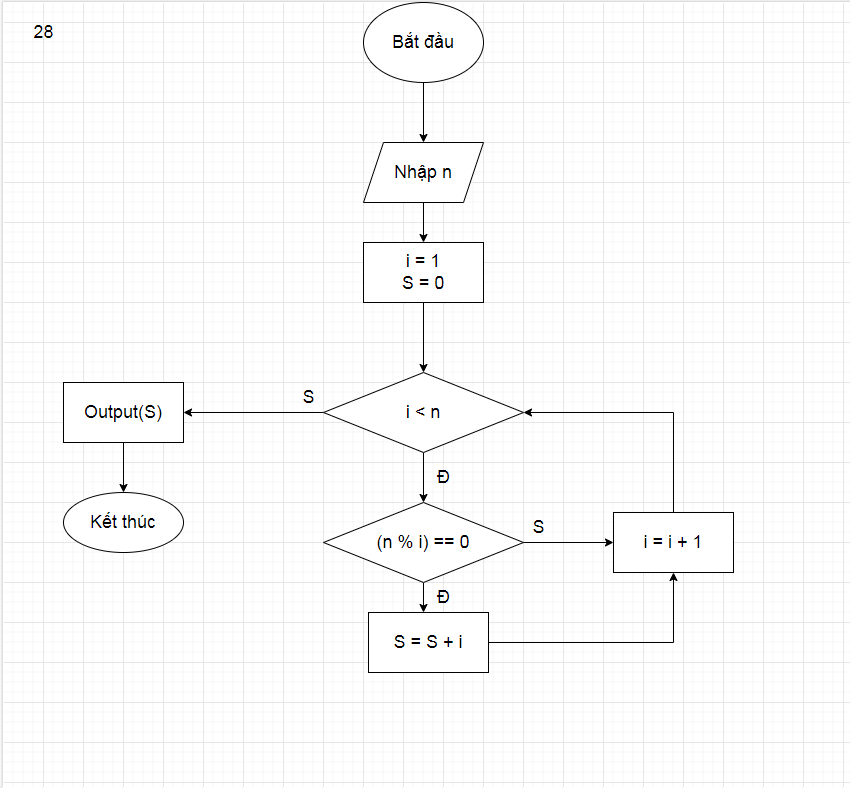 28
Bắt đầu
Nhập n
i = 1
S = 0
i < n
S
Output(S)
Kết thúc
Đ
(n % i) == 0
S
i = i + 1
Đ
S = S + i